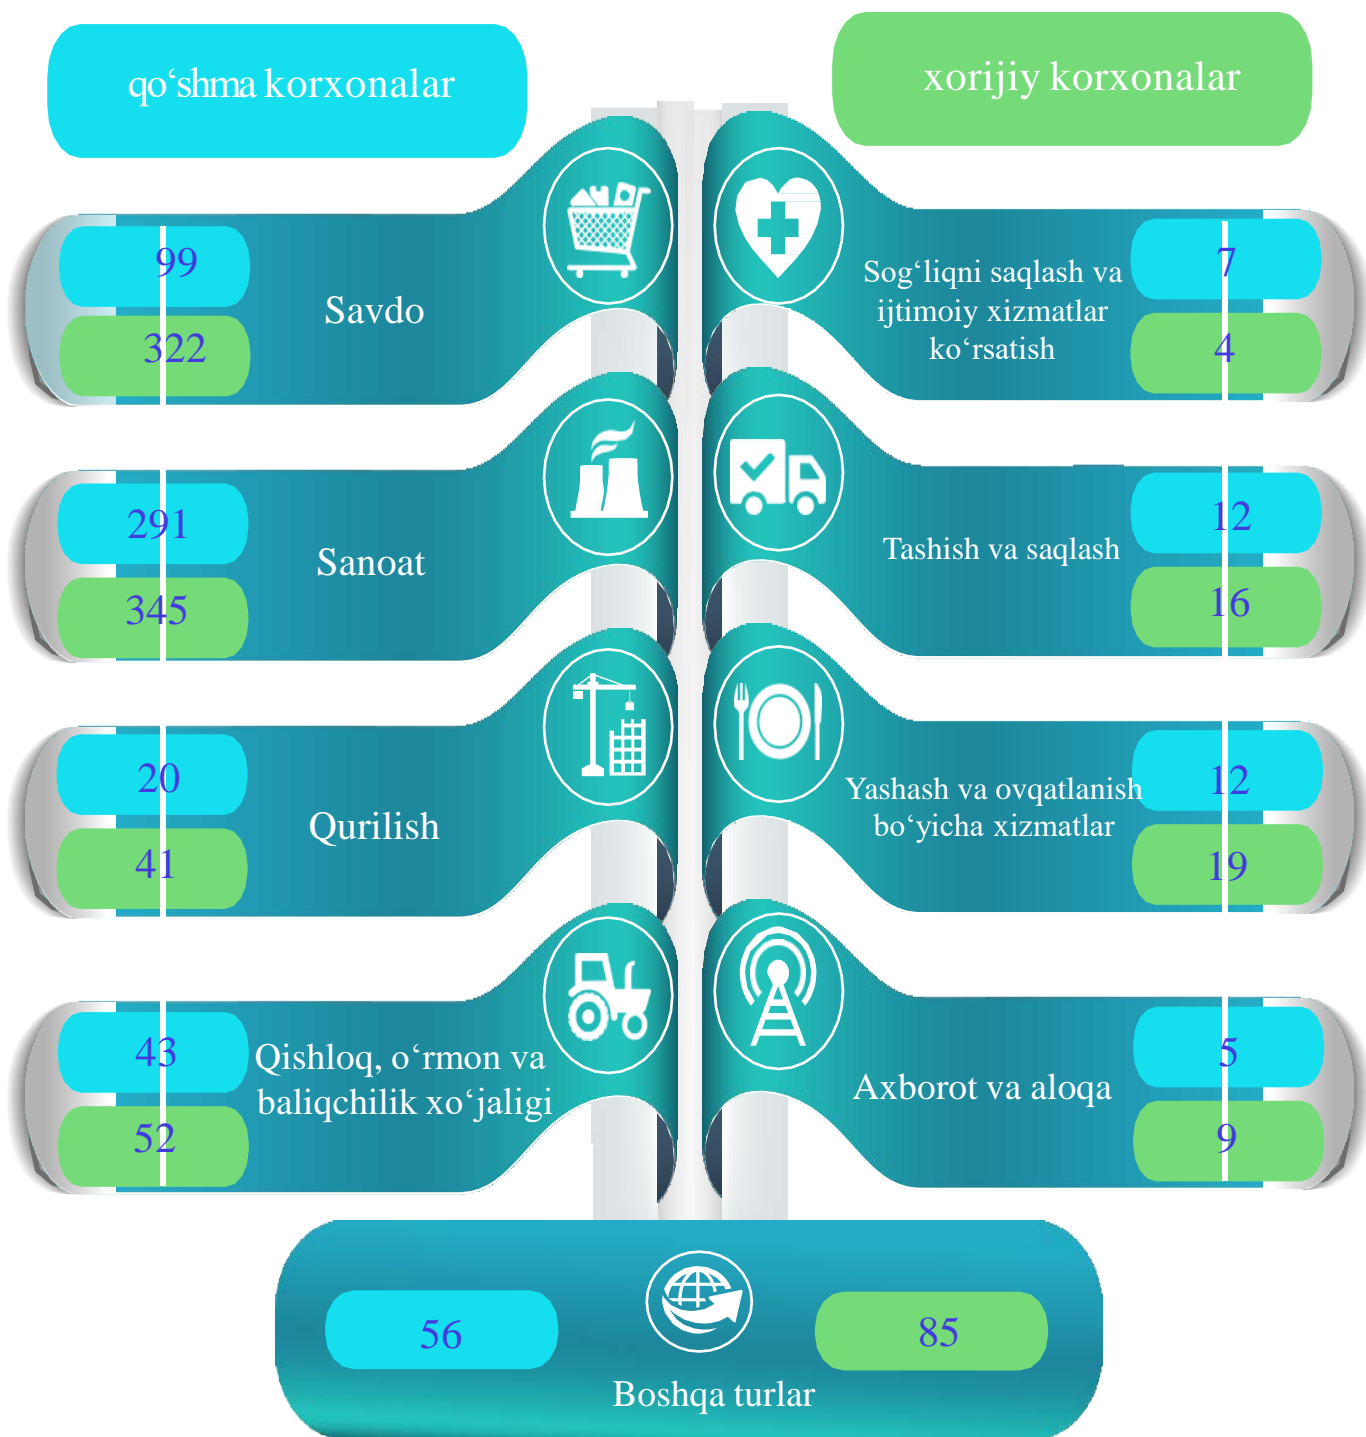 qo‘shma korxonalar
xorijiy korxonalar
99
322
Savdo
Sog‘liqni saqlash va
ijtimoiy xizmatlar
ko‘rsatish
7
4
291
345
Sanoat
Tashish va saqlash
12
16
20
41
Qurilish
Yashash va ovqatlanish
bo‘yicha xizmatlar
12
19
43
52
Qishloq, o‘rmon va
baliqchilik xo‘jaligi
Axborot va aloqa
5
9
56
85
Boshqa turlar